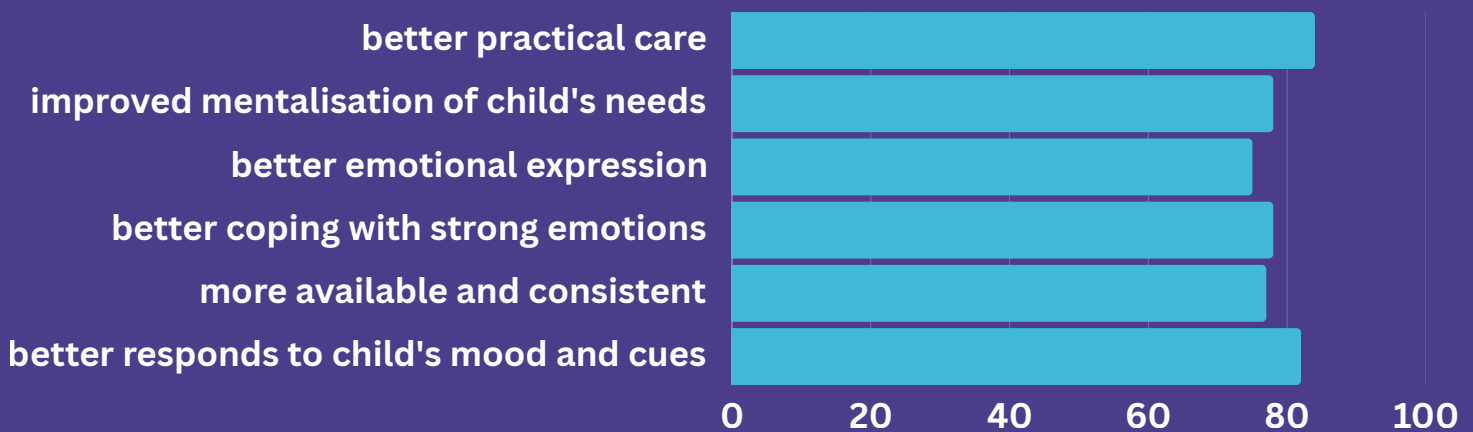 better practical care
improved mentalisation of child's needs
better emotional expression
better coping with strong emotions
more available and consistent
better responds to child's mood and cues
0 20 40 60 80 100